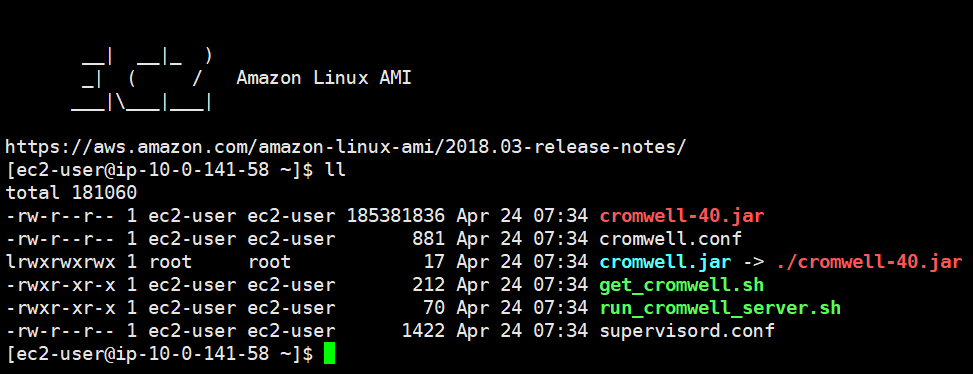 __|  __|_  )
_|  (     /   Amazon Linux AMI
___|\___|___|
https://aws.amazon.com/amazon-linux-ami/2018.03-release-notes/
[ec2-user@ip-10-0-141-58 ~]$ ll
total 181060
-rw-r--r-- 1 ec2-user ec2-user 185381836 Apr 24 07:34 cromwell-40.jar
-rw-r--r-- 1 ec2-user ec2-user       881 Apr 24 07:34 cromwell.conf
lrwxrwxrwx 1 root     root            17 Apr 24 07:34 cromwell.jar -> ./cromwell-40.jar
-rwxr-xr-x 1 ec2-user ec2-user       212 Apr 24 07:34 get_cromwell.sh
-rwxr-xr-x 1 ec2-user ec2-user        70 Apr 24 07:34 run_cromwell_server.sh
-rw-r--r-- 1 ec2-user ec2-user      1422 Apr 24 07:34 supervisord.conf
[ec2-user@ip-10-0-141-58 ~]$